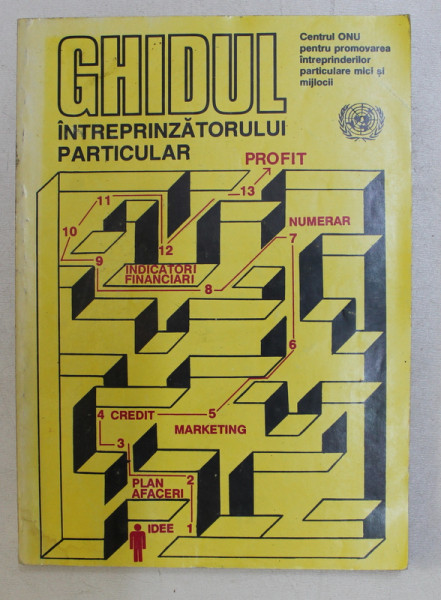 GHIDUL
ÎNTREPRINZĂTORULUI
PARTICULAR
Centrul ONU
pentru promovarea
întreprinderilor
particulare mici și
mijlocii
PROFIT
13
11
10
12
9
NUMERAR
7
INDICATORI
FINANCIARI
8
6
4 CREDIT
5
MARKETING
3
2
PLAN
AFACERI
IDEE
1